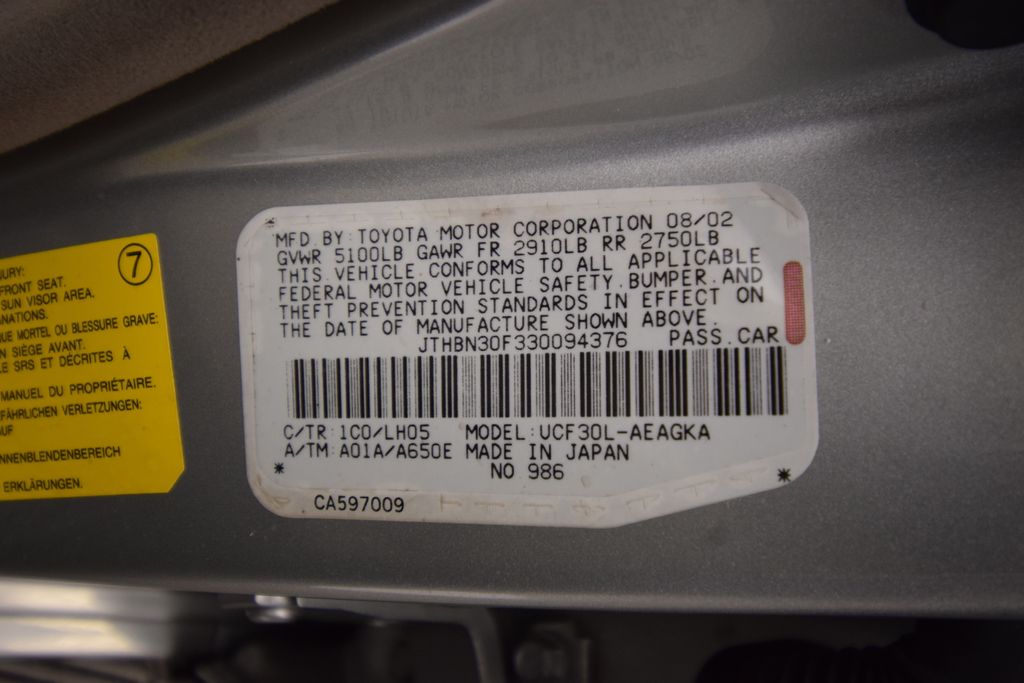 7
URY:
FRONT SEAT.
SUN VISOR AREA.
NATIONS.
QUE MORTEL OU BLESSURE GRAVE:
N SIÈGE AVANT.
LE SRS ET DÉCRITES À
MANUEL DU PROPRIÉTAIRE.
FÄHRLICHEN VERLETZUNGEN:
UF
NNENBLENDENBEREICH
ERKLÄRUNGEN.
MFD.BY:TOYOTA MOTOR CORPORATION 08/02
GVWR 5100LB GAWR FR 2910LB RR 2750LB
THIS VEHICLE CONFORMS TO ALL APPLICABLE
FEDERAL MOTOR VEHICLE SAFETY,BUMPER,AND
THEFT PREVENTION STANDARDS IN EFFECT ON
THE DATE OF MANUFACTURE SHOWN ABOVE.
JTHBN30F330094376 PASS.CAR
C/TR:1C0/LH05 MODEL:UCF30L-AEAGKA
A/TM:A01A/A650E MADE IN JAPAN
NO 986
CA597009